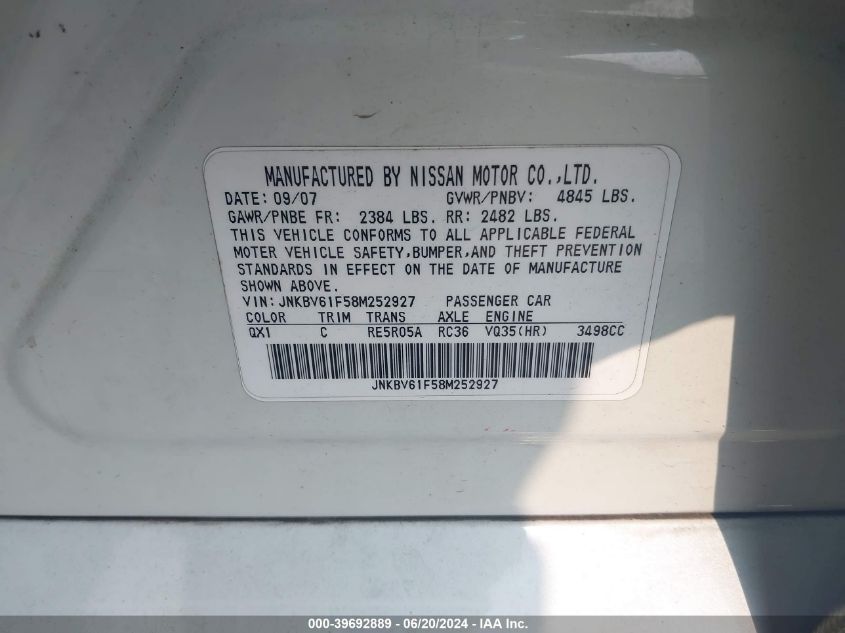 MANUFACTURED BY NISSAN MOTOR CO.,LTD.
DATE: 09/07 GVWR/PNBV: 4845 LBS.
GAWR/PNBE FR: 2384 LBS. RR: 2482 LBS.
THIS VEHICLE CONFORMS TO ALL APPLICABLE FEDERAL
MOTOR VEHICLE SAFETY,BUMPER,AND THEFT PREVENTION
STANDARDS IN EFFECT ON THE DATE OF MANUFACTURE
SHOWN ABOVE.
VIN: JNKBV61F58M252927 PASSENGER CAR
COLOR TRIM TRANS AXLE ENGINE
QX1 C RE5R05A RC36 VQ35(HR) 3498CC
JNKBV61F58M252927
000-39692889 - 06/20/2024 - IAA Inc.